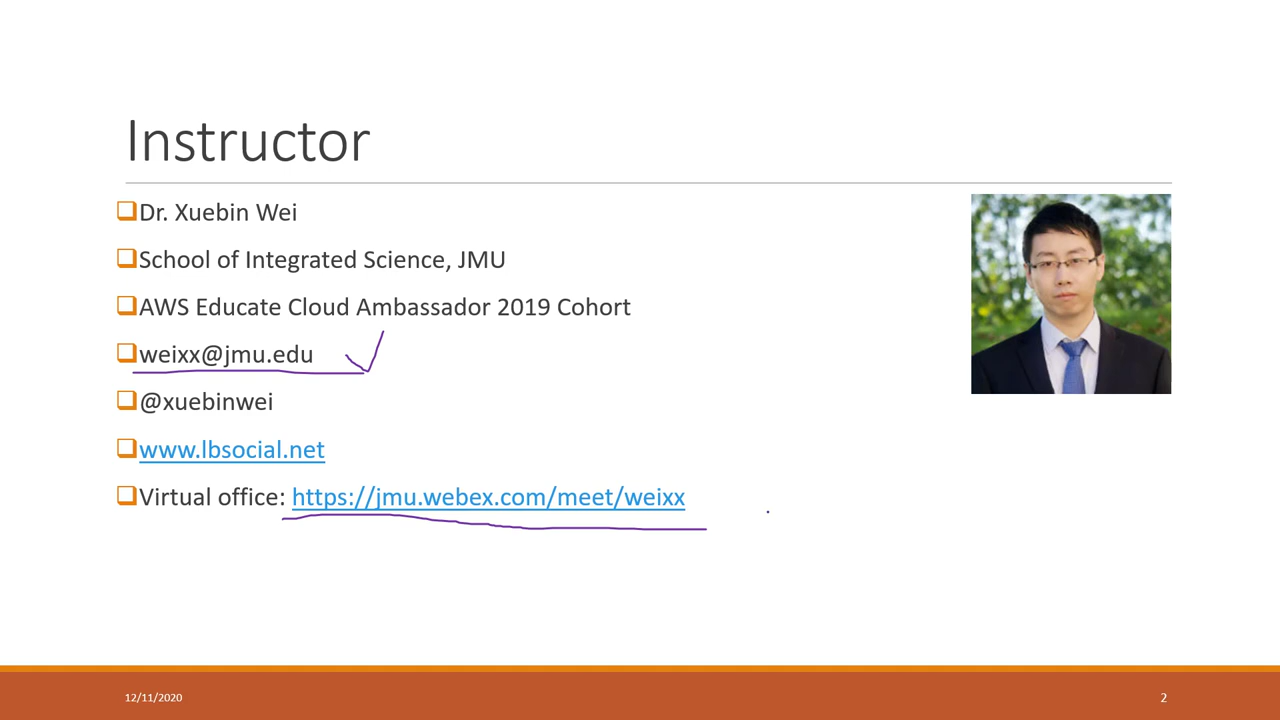 Instructor
Dr. Xuebin Wei
School of Integrated Science, JMU
AWS Educate Cloud Ambassador 2019 Cohort
weixx@jmu.edu
@xuebinwei
www.lbsocial.net
Virtual office: https://jmu.webex.com/meet/weixx
12/11/2020
2